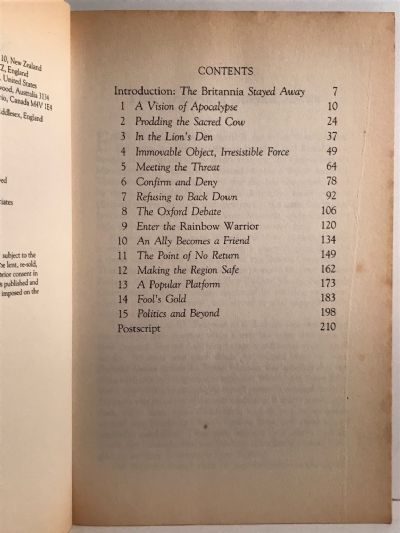 10, New Zealand
Z, England
, United States
wood, Australia 3134
rio, Canada M4V 1E4
ddlesex, England
ved
ciates
subject to the
be lent, re-sold,
prior consent in
is published and
imposed on the
CONTENTS
Introduction: The Britannia Stayed Away 7
1 A Vision of Apocalypse 10
2 Prodding the Sacred Cow 24
3 In the Lion's Den 37
4 Immovable Object, Irresistible Force 49
5 Meeting the Threat 64
6 Confirm and Deny 78
7 Refusing to Back Down 92
8 The Oxford Debate 106
9 Enter the Rainbow Warrior 120
10 An Ally Becomes a Friend 134
11 The Point of No Return 149
12 Making the Region Safe 162
13 A Popular Platform 173
14 Fool's Gold 183
15 Politics and Beyond 198
Postscript 210